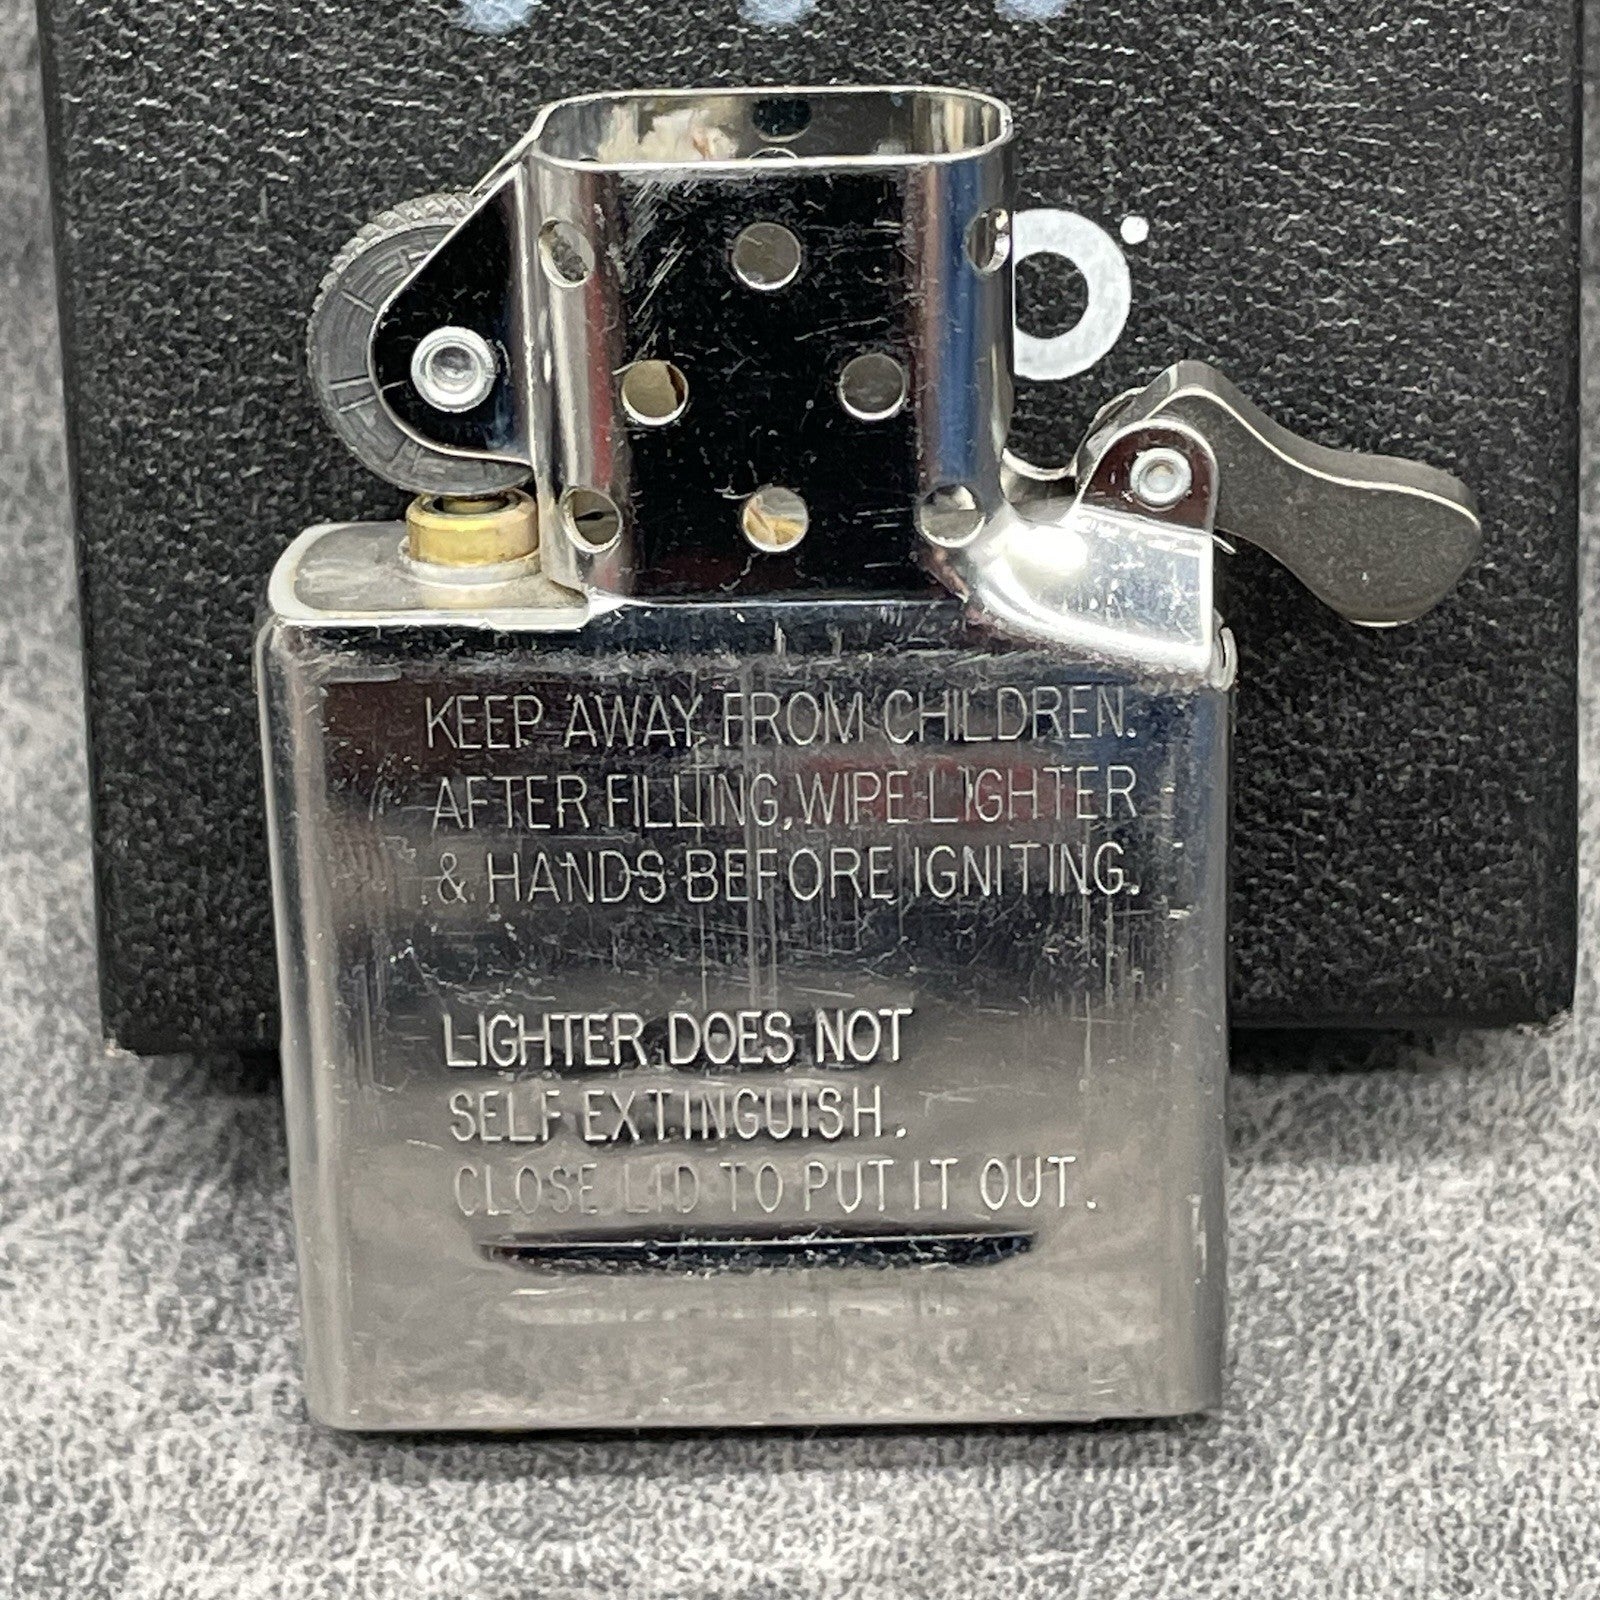 KEEP AWAY FROM CHILDREN.
AFTER FILLING, WIPE LIGHTER
& HANDS BEFORE IGNITING.
LIGHTER DOES NOT
SELF EXTINGUISH.
CLOSE LID TO PUT IT OUT.